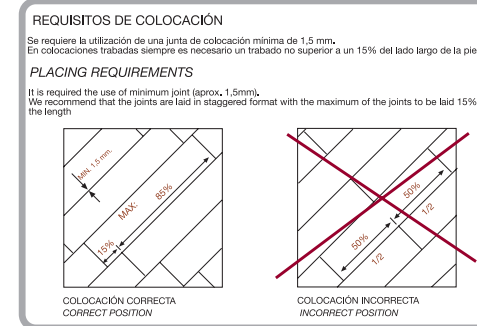 REQUISITOS DE COLOCACIÓN
Se requiere la utilización de una junta de colocación mínima de 1,5 mm.
En colocaciones trabadas siempre es necesario un trabado no superior a un 15% del lado largo de la pie
PLACING REQUIREMENTS
It is required the use of minimum joint (aprox. 1,5mm).
We recommend that the joints are laid in staggered format with the maximum of the joints to be laid 15%
the length
MIN. 1,5 mm.
MAX: 85%
15%
50%
1/2
50%
1/2
COLOCACIÓN CORRECTA
CORRECT POSITION
COLOCACIÓN INCORRECTA
INCORRECT POSITION